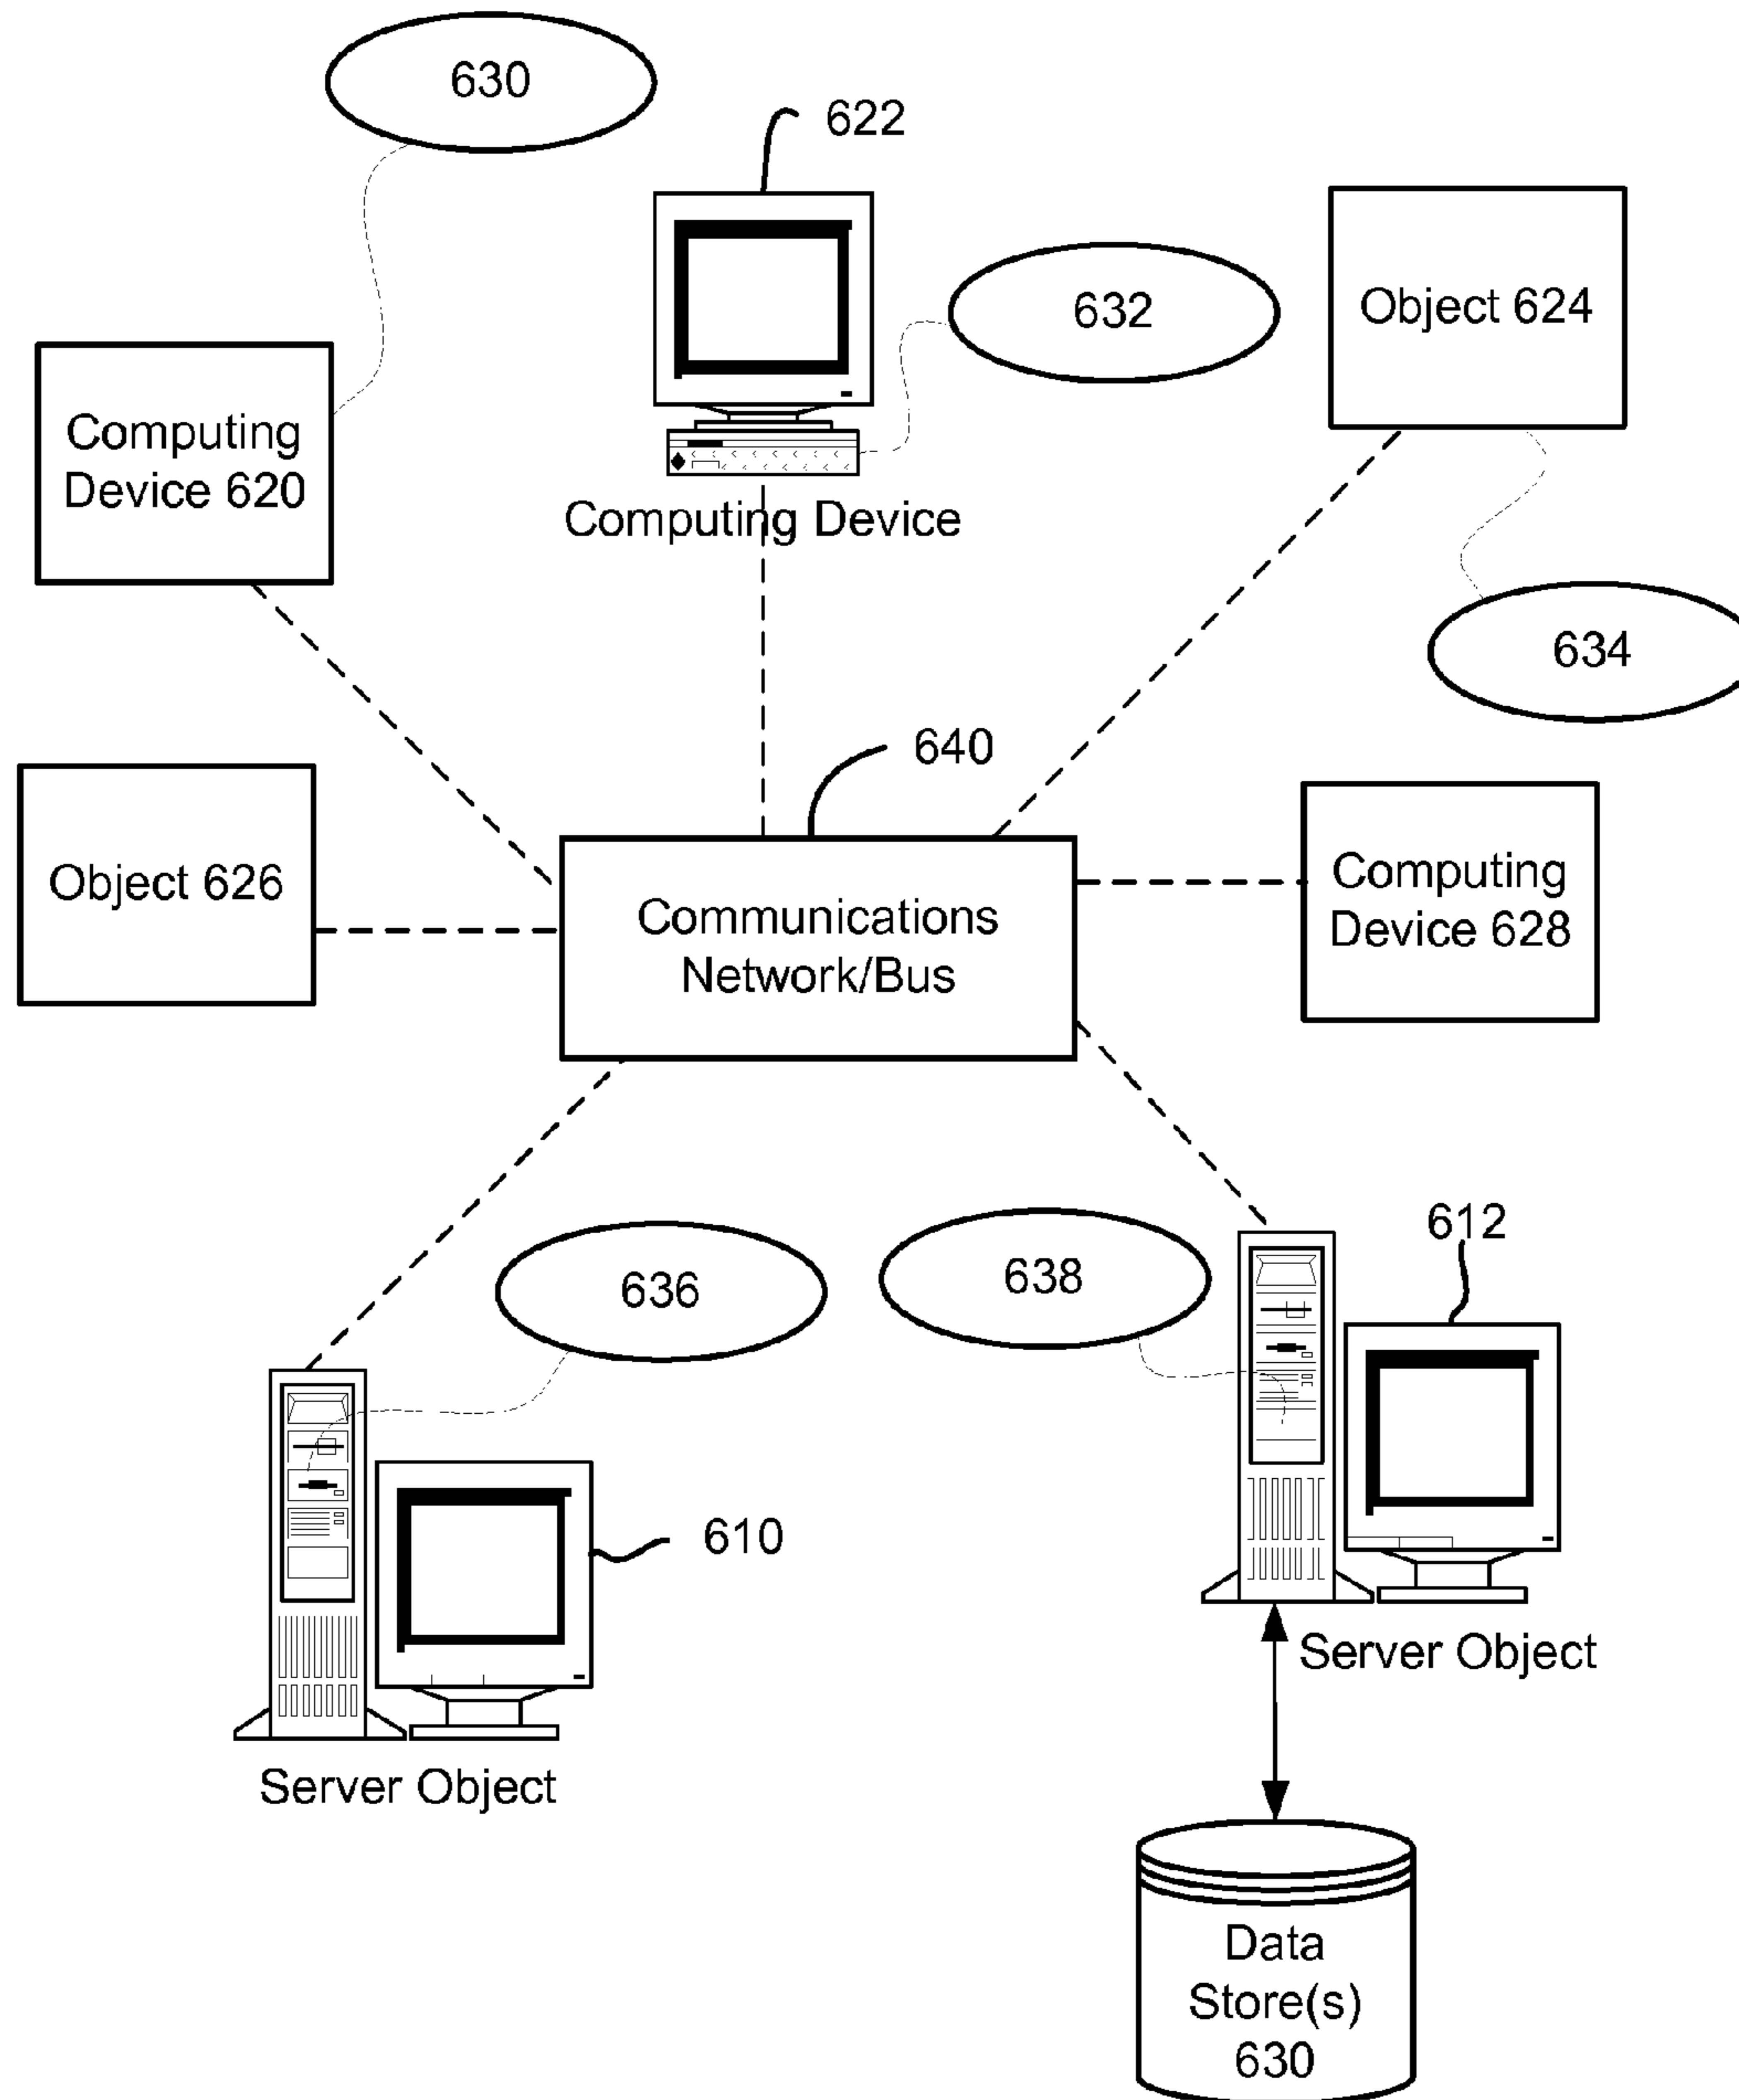 630
622
632
Object 624
Computing
Device 620
Computing Device
634
640
Object 626
Communications
Network/Bus
Computing
Device 628
636
638
612
610
Server Object
Server Object
Data
Store(s)
630